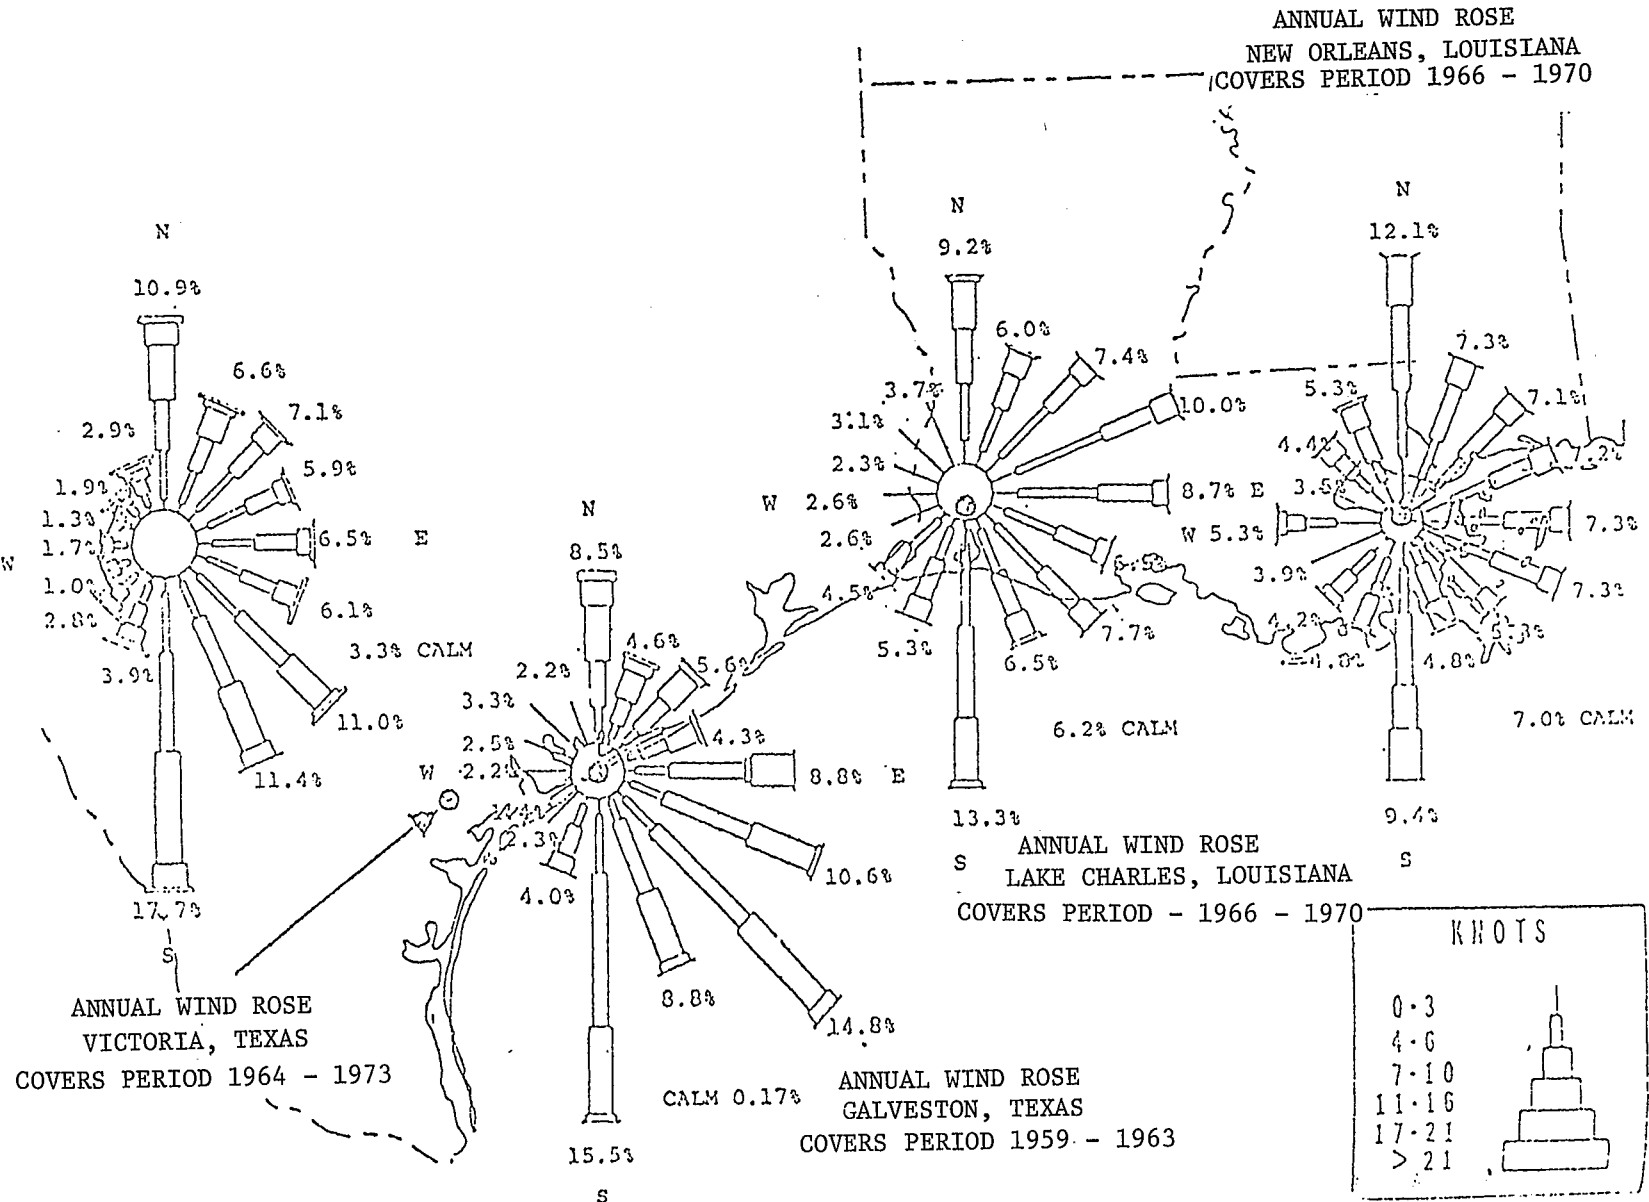 ANNUAL WIND ROSE
NEW ORLEANS, LOUISIANA
COVERS PERIOD 1966 - 1970
N
12.1%
7.3%
7.1%
7.2%
7.3%
7.3%
5.3%
4.8%
9.4%
S
4.8%
4.2%
3.9%
W 5.3%
4.4%
5.3%
7.0% CALM
N
9.2%
6.0%
7.4%
10.0%
8.7% E
7.7%
6.5%
13.3%
S
5.3%
4.5%
2.6%
W 2.6%
2.3%
3.1%
3.7%
6.2% CALM
ANNUAL WIND ROSE
LAKE CHARLES, LOUISIANA
COVERS PERIOD - 1966 - 1970
N
10.9%
6.6%
7.1%
5.9%
6.5% E
6.1%
11.0%
11.4%
17.7%
S
3.9%
2.8%
1.0%
W 1.7%
1.3%
1.9%
2.9%
3.3% CALM
ANNUAL WIND ROSE
VICTORIA, TEXAS
COVERS PERIOD 1964 - 1973
N
8.5%
4.6%
5.6%
4.3%
8.8% E
10.6%
14.8%
8.8%
15.5%
S
4.0%
2.3%
W 2.2%
2.5%
3.3%
2.2%
CALM 0.17%
ANNUAL WIND ROSE
GALVESTON, TEXAS
COVERS PERIOD 1959 - 1963
KNOTS
0-3
4-6
7-10
11-16
17-21
> 21